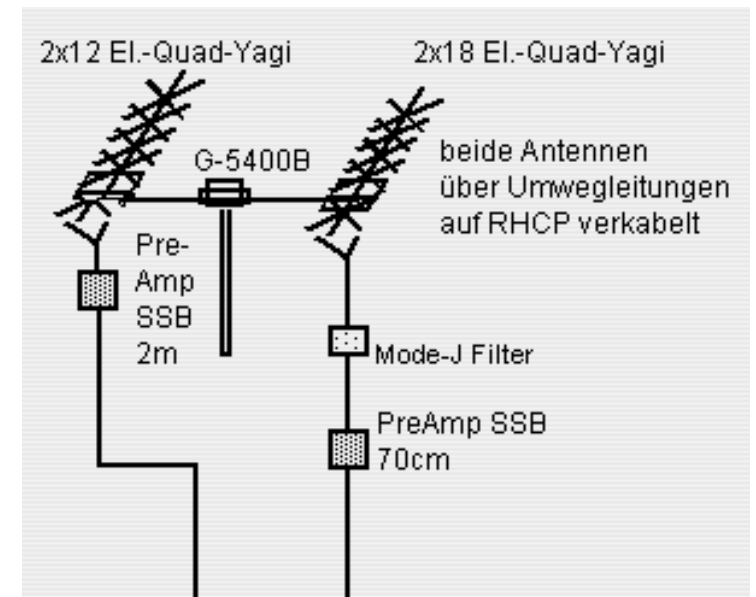 2x12 El.-Quad-Yagi
2x18 El.-Quad-Yagi
G-5400B
beide Antennen
über Umwegleitungen
auf RHCP verkabelt
Pre-
Amp
SSB
2m
Mode-J Filter
PreAmp SSB
70cm